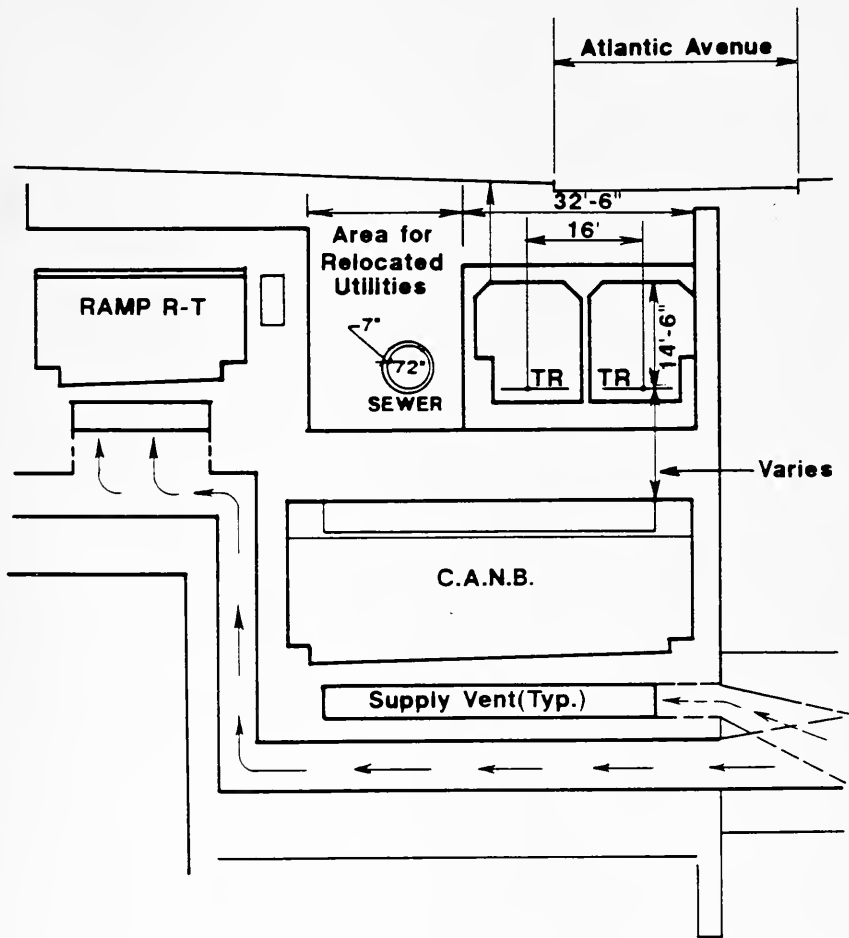 Atlantic Avenue
32'-6"
16'
Area for
Relocated
Utilities
RAMP R-T
14'-6"
7"
72"
SEWER
TR
TR
Varies
C.A.N.B.
Supply Vent(Typ.)